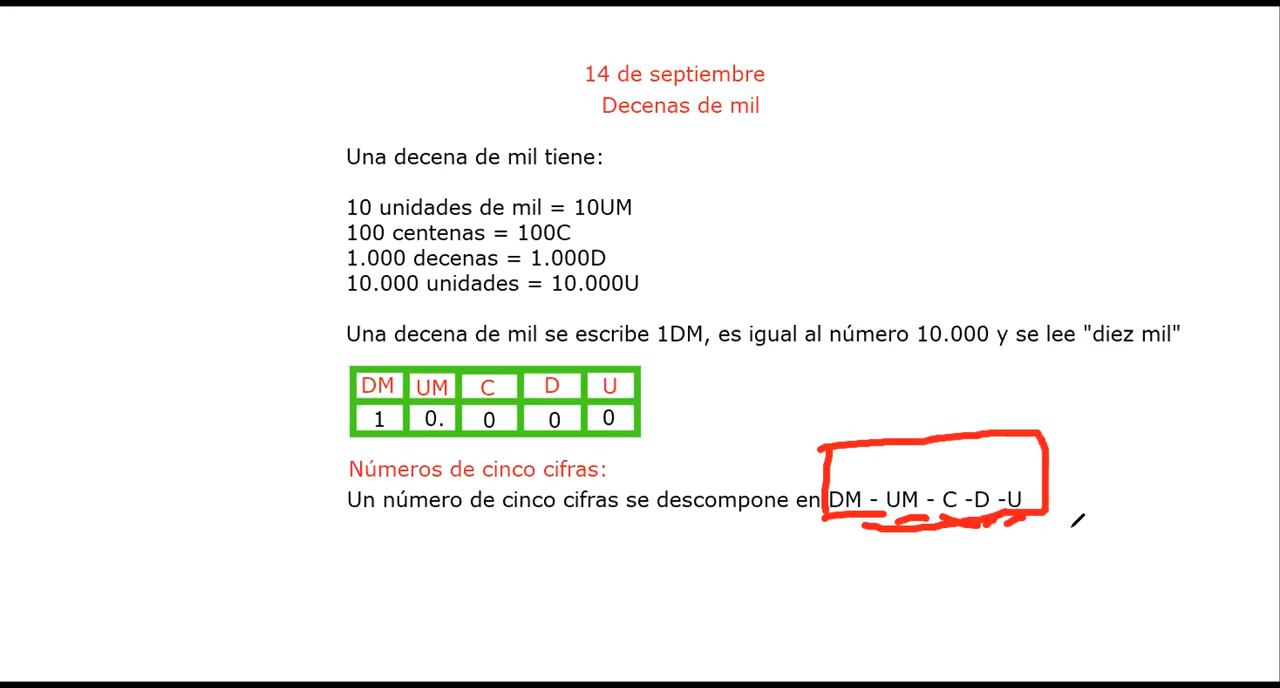 14 de septiembre
Decenas de mil
Una decena de mil tiene:
10 unidades de mil = 10UM
100 centenas = 100C
1.000 decenas = 1.000D
10.000 unidades = 10.000U
Una decena de mil se escribe 1DM, es igual al número 10.000 y se lee "diez mil"
DM UM C D U
1 0. 0 0 0
Números de cinco cifras:
Un número de cinco cifras se descompone en DM - UM - C -D -U